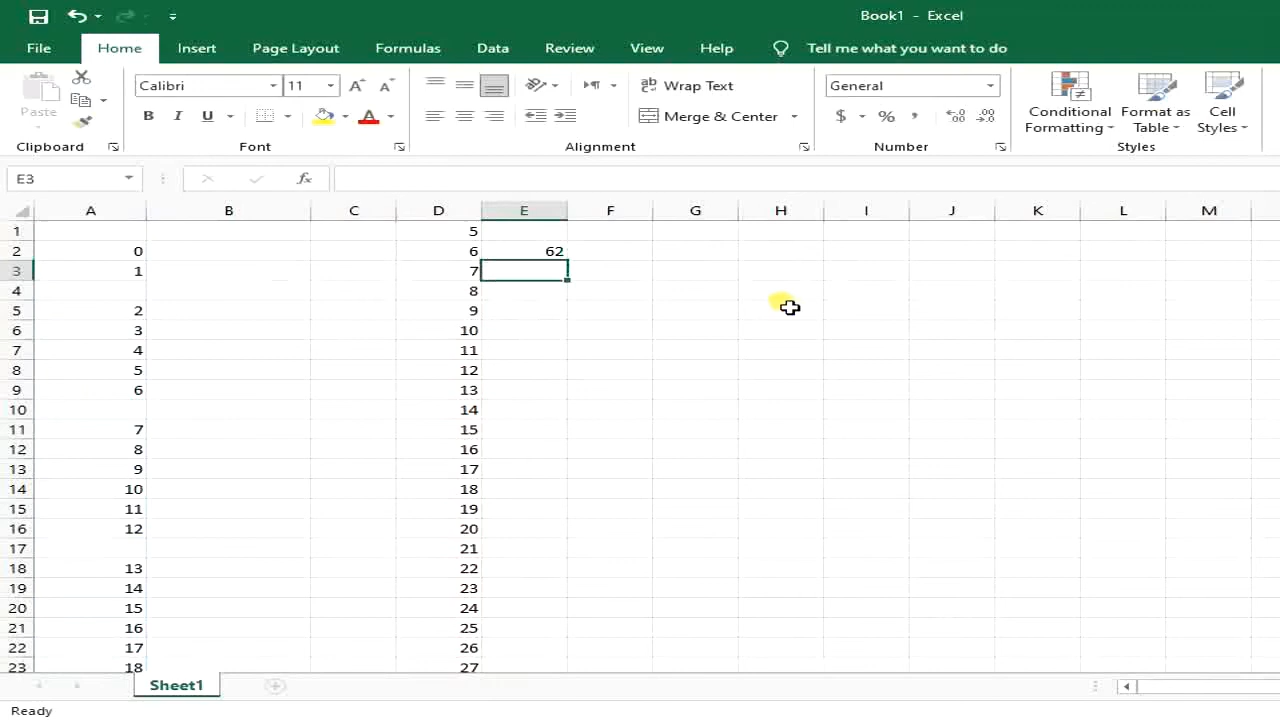 Book1 - Excel
File Home Insert Page Layout Formulas Data Review View Help Tell me what you want to do
Calibri 11 A A ab Wrap Text General
Paste B I U A Merge & Center $ % , Conditional Formatting Format as Table Cell Styles
Clipboard Font Alignment Number Styles
E3 fx
A B C D E F G H I J K L M
1 5
2 0 6 62
3 1 7
4 8
5 2 9
6 3 10
7 4 11
8 5 12
9 6 13
10 14
11 7 15
12 8 16
13 9 17
14 10 18
15 11 19
16 12 20
17 21
18 13 22
19 14 23
20 15 24
21 16 25
22 17 26
23 18 27
Sheet1
Ready